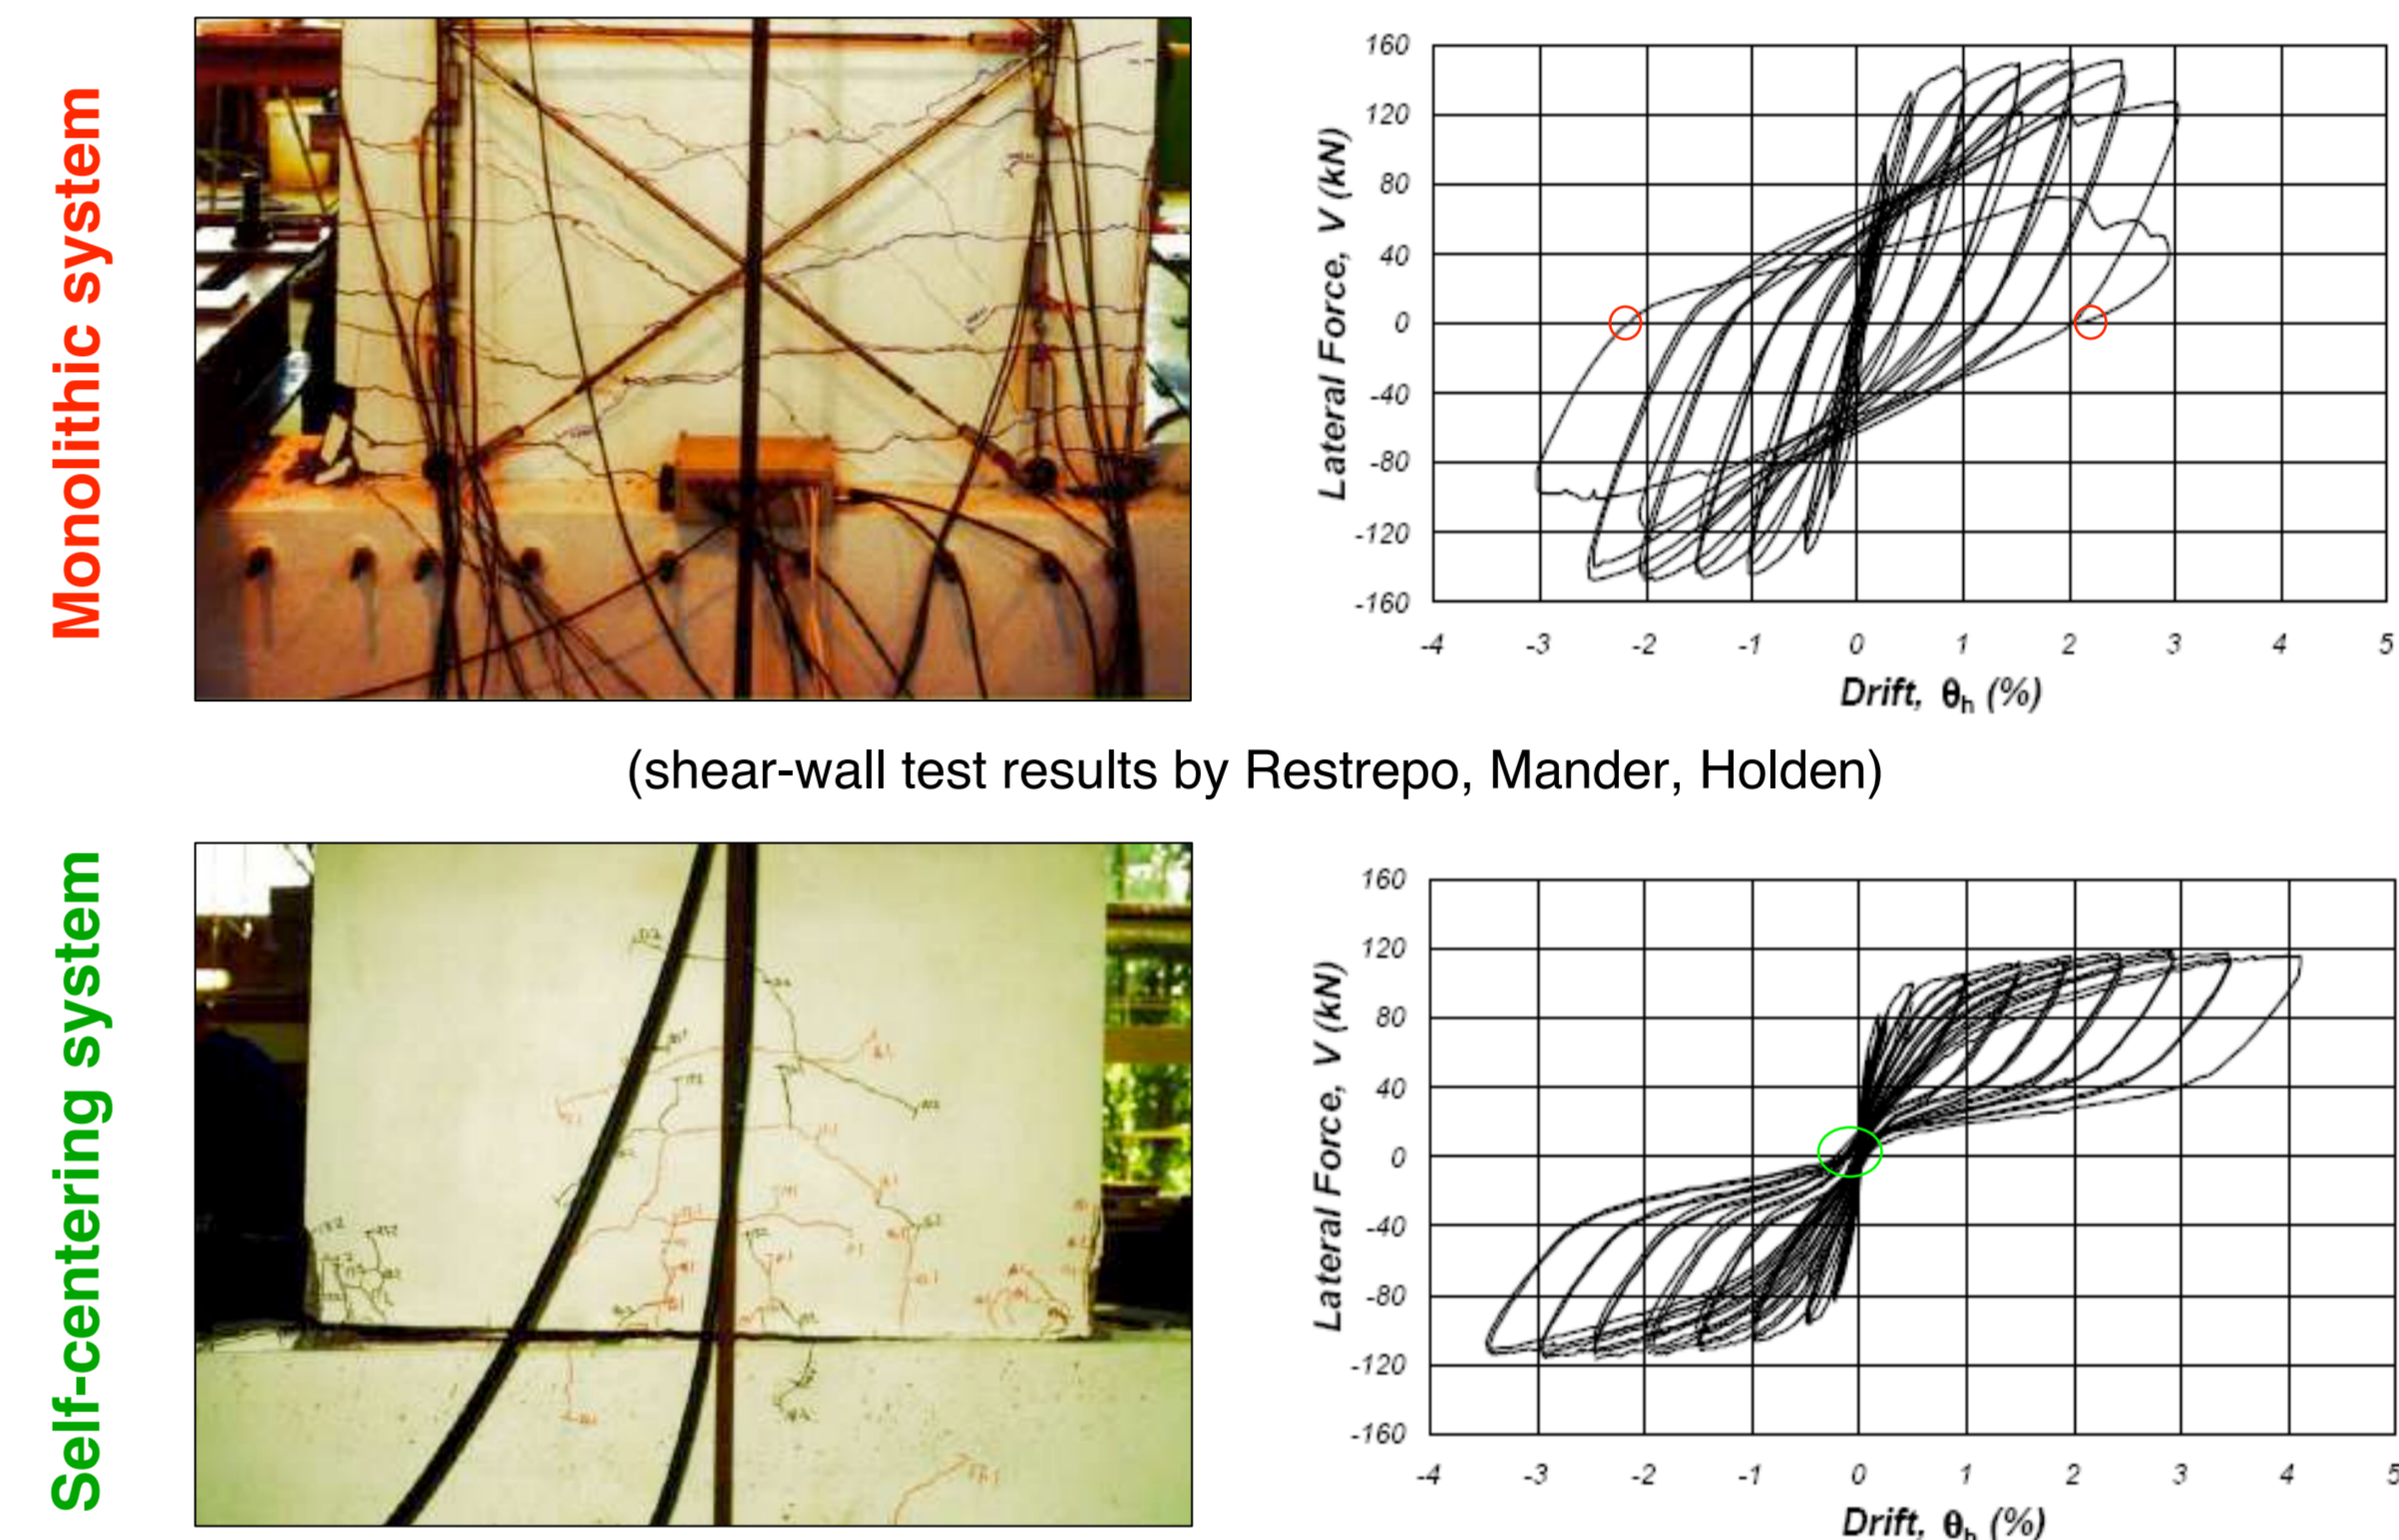 Monolithic system
160
120
80
40
0
-40
-80
-120
-160
Lateral Force, V (kN)
-4 -3 -2 -1 0 1 2 3 4 5
Drift, θh (%)
(shear-wall test results by Restrepo, Mander, Holden)
Self-centering system
160
120
80
40
0
-40
-80
-120
-160
Lateral Force, V (kN)
-4 -3 -2 -1 0 1 2 3 4 5
Drift, θh (%)